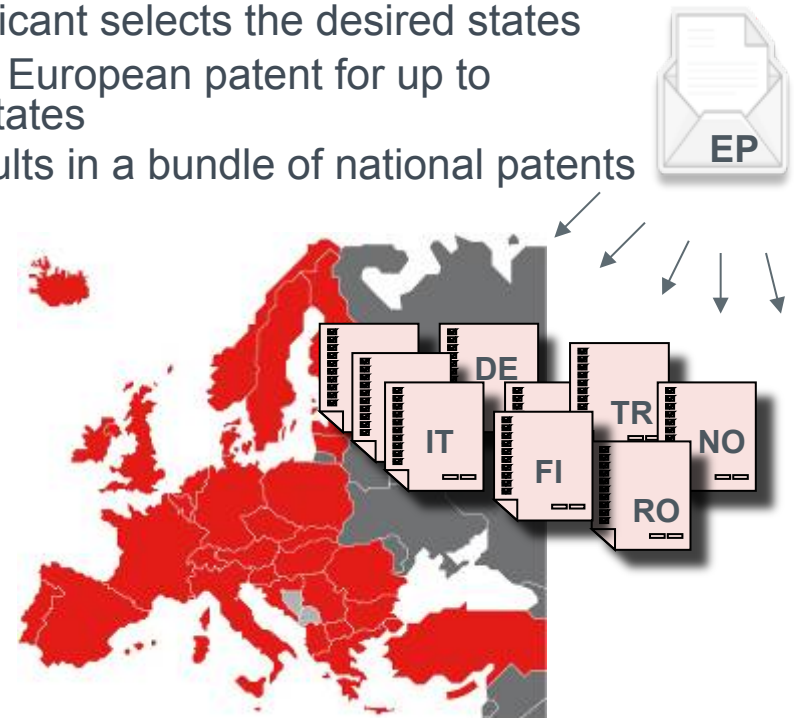 icant selects the desired states
European patent for up to
tates
ults in a bundle of national patents
EP
DE
IT
TR
NO
FI
RO